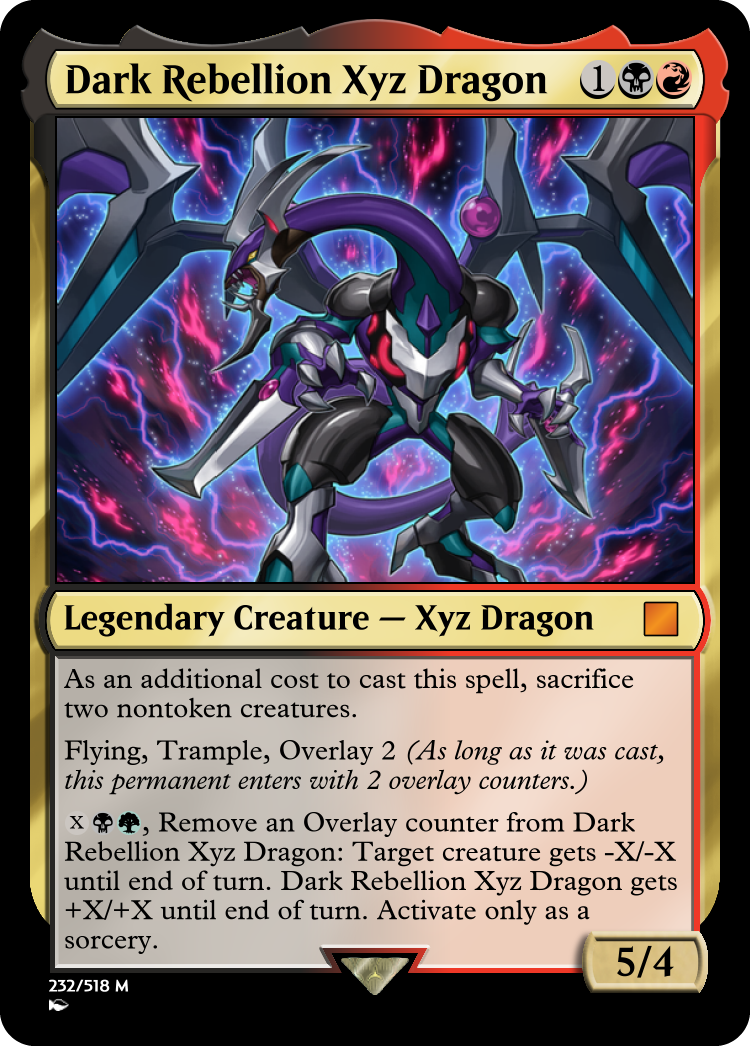 Dark Rebellion Xyz Dragon 1
Legendary Creature — Xyz Dragon
As an additional cost to cast this spell, sacrifice
two nontoken creatures.
Flying, Trample, Overlay 2 (As long as it was cast,
this permanent enters with 2 overlay counters.)
X, Remove an Overlay counter from Dark
Rebellion Xyz Dragon: Target creature gets -X/-X
until end of turn. Dark Rebellion Xyz Dragon gets
+X/+X until end of turn. Activate only as a
sorcery.
5/4
232/518 M